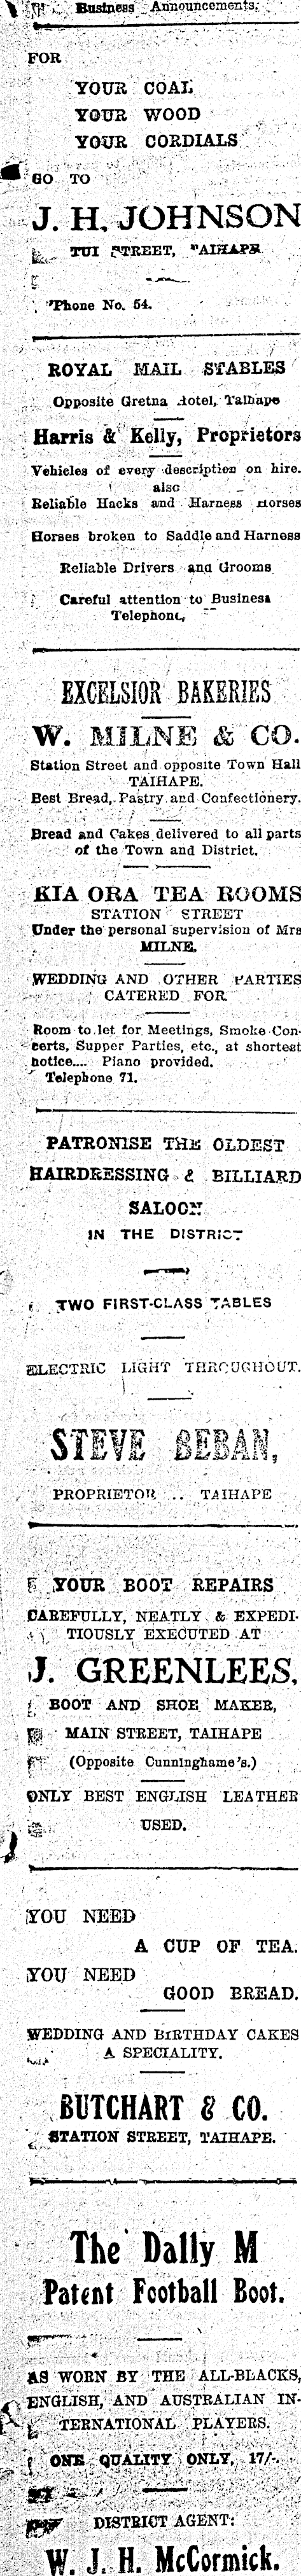 Business Announcements.
FOR
YOUR COAL
YOUR WOOD
YOUR CORDIALS
GO TO
J. H. JOHNSON
TUI STREET, TAIHAPE.
'Phone No. 54.
ROYAL MAIL STABLES
Opposite Gretna Hotel, Taihape
Harris & Kelly, Proprietors
Vehicles of every description on hire.
also
Reliable Hacks and Harness Horses
Horses broken to Saddle and Harness
Reliable Drivers and Grooms
Careful attention to Business
Telephone,
EXCELSIOR BAKERIES
W. MILNE & CO.
Station Street and opposite Town Hall
TAIHAPE.
Best Bread, Pastry and Confectionery.
Bread and Cakes delivered to all parts
of the Town and District.
KIA ORA TEA ROOMS
STATION STREET
Under the personal supervision of Mrs
MILNE.
WEDDING AND OTHER PARTIES
CATERED FOR.
Room to let for Meetings, Smoke Con-
certs, Supper Parties, etc., at shortest
notice.... Piano provided.
Telephone 71.
PATRONISE THE OLDEST
HAIRDRESSING & BILLIARD
SALOON
IN THE DISTRICT
TWO FIRST-CLASS TABLES
ELECTRIC LIGHT THROUGHOUT.
STEVE BEBAN,
PROPRIETOR .. TAIHAPE
YOUR BOOT REPAIRS
CAREFULLY, NEATLY & EXPEDI-
TIOUSLY EXECUTED AT
J. GREENLEES,
BOOT AND SHOE MAKER,
MAIN STREET, TAIHAPE
(Opposite Cunninghame's.)
ONLY BEST ENGLISH LEATHER
USED.
YOU NEED
A CUP OF TEA.
YOU NEED
GOOD BREAD.
WEDDING AND BIRTHDAY CAKES
A SPECIALITY.
BUTCHART & CO.
STATION STREET, TAIHAPE.
The Dally M
Patent Football Boot.
AS WORN BY THE ALL-BLACKS,
ENGLISH, AND AUSTRALIAN IN-
TERNATIONAL PLAYERS.
ONE QUALITY ONLY, 17/-.
DISTRICT AGENT:
W. J. H. McCormick.